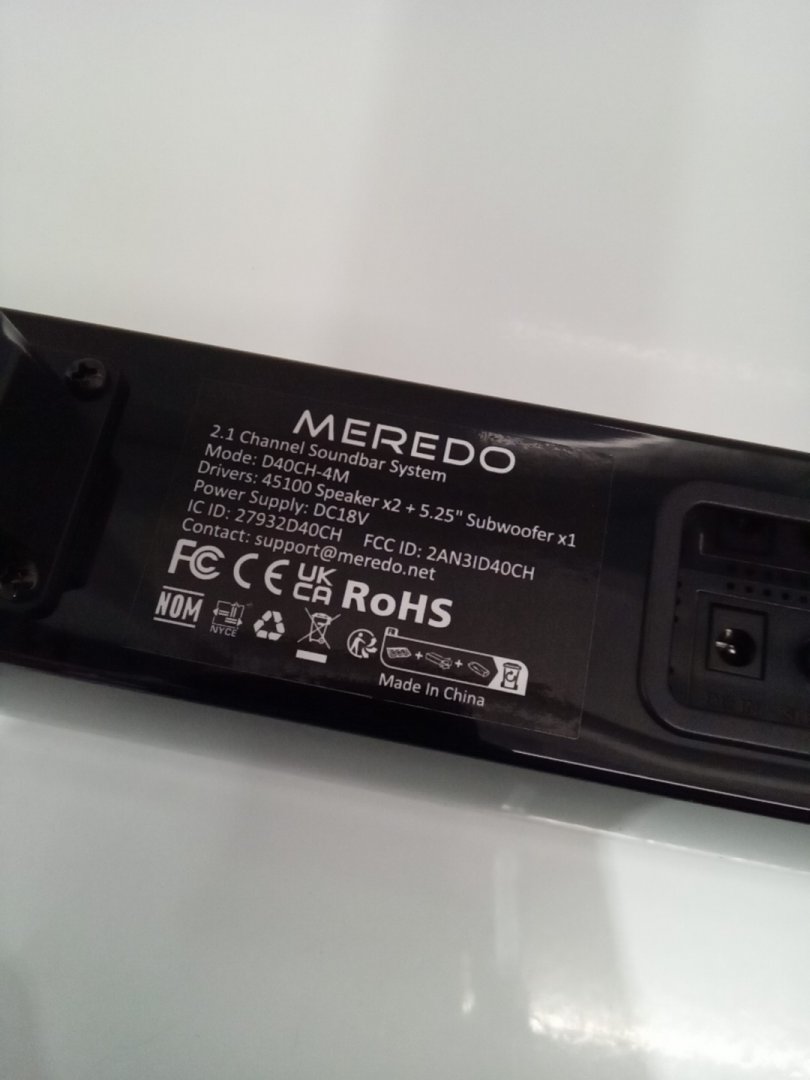 MEREDO
2.1 Channel Soundbar System
Mode: D40CH-4M
Drivers: 45100 Speaker x2 + 5.25" Subwoofer x1
Power Supply: DC18V
IC ID: 27932D40CH FCC ID: 2AN3ID40CH
Contact: support@meredo.net
FC CE UK CA RoHS
NOM NYCE FR
Made In China